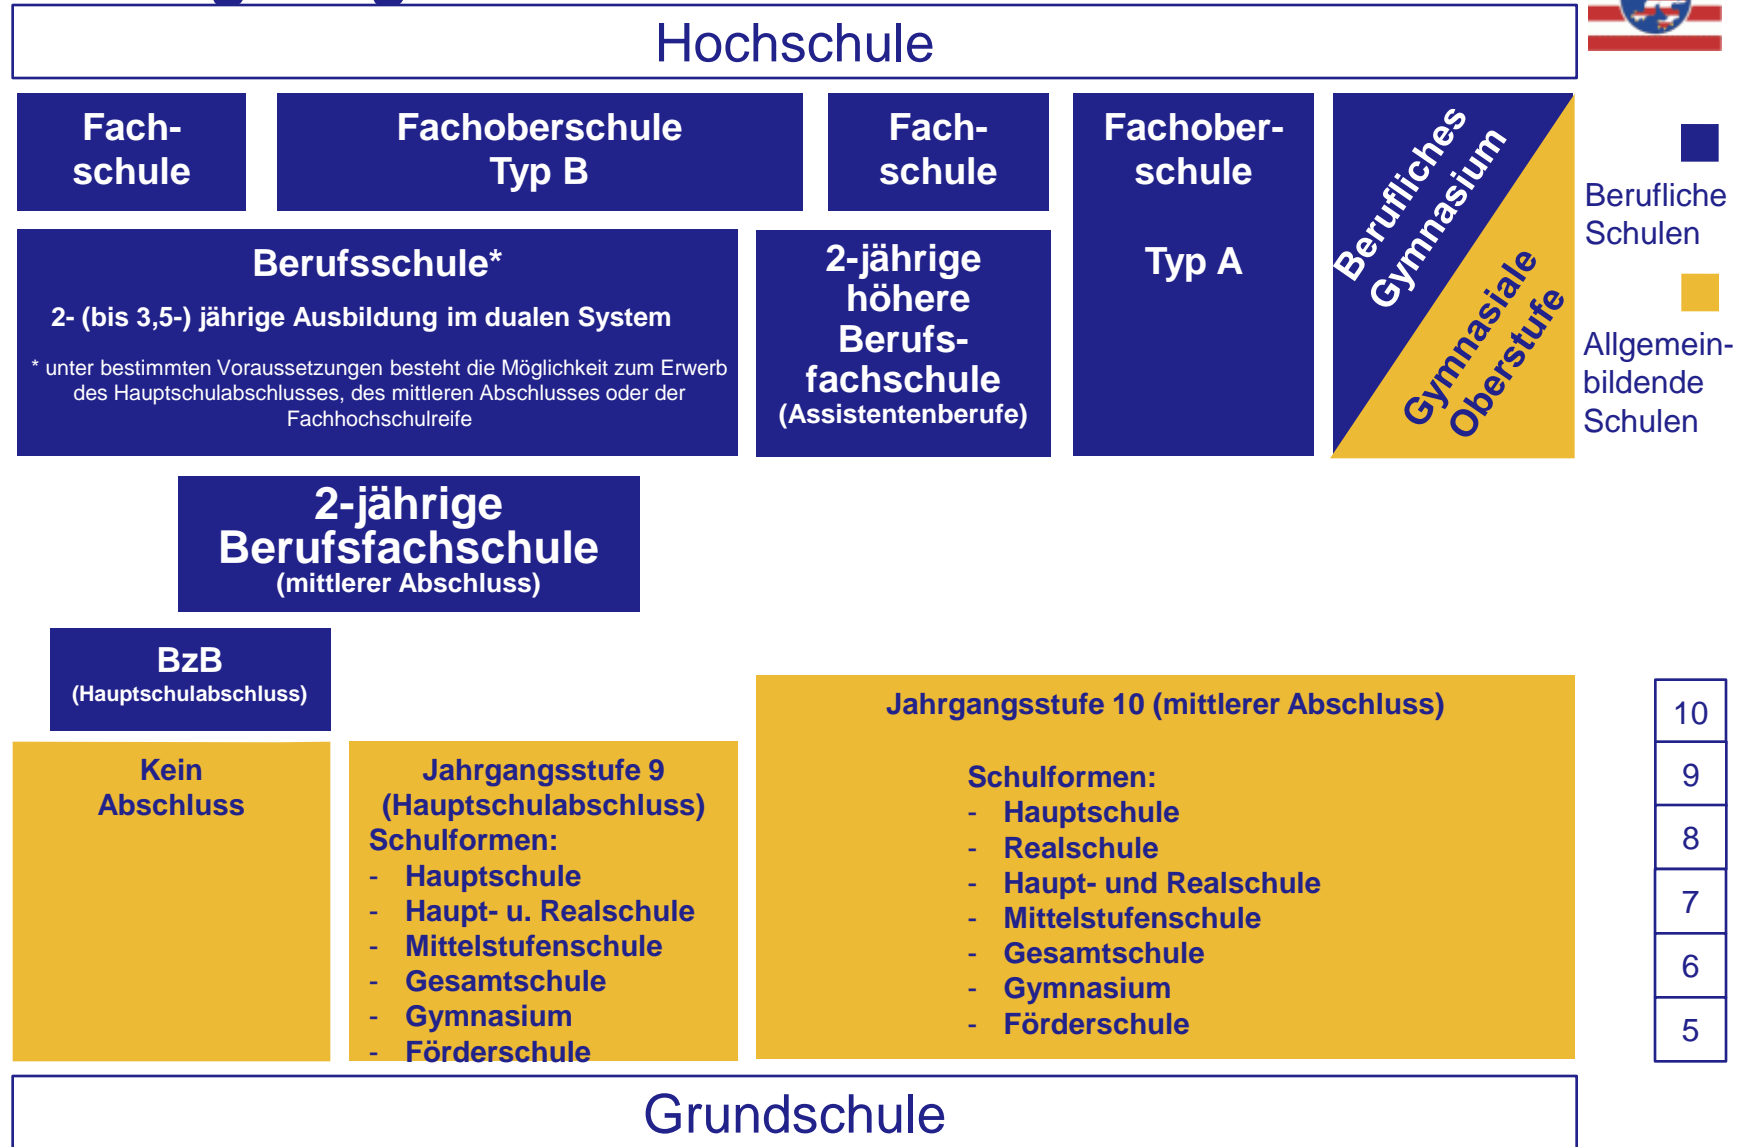 Hochschule
Fach-
schule
Fachoberschule
Typ B
Fach-
schule
Fachober-
schule
Typ A
Berufliches
Gymnasium
Gymnasiale
Oberstufe
Berufliche
Schulen
Allgemein-
bildende
Schulen
Berufsschule*
2- (bis 3,5-) jährige Ausbildung im dualen System
* unter bestimmten Voraussetzungen besteht die Möglichkeit zum Erwerb
des Hauptschulabschlusses, des mittleren Abschlusses oder der
Fachhochschulreife
2-jährige
höhere
Berufs-
fachschule
(Assistentenberufe)
2-jährige
Berufsfachschule
(mittlerer Abschluss)
BzB
(Hauptschulabschluss)
Kein
Abschluss
Jahrgangsstufe 9
(Hauptschulabschluss)
Schulformen:
- Hauptschule
- Haupt- u. Realschule
- Mittelstufenschule
- Gesamtschule
- Gymnasium
- Förderschule
Jahrgangsstufe 10 (mittlerer Abschluss)
Schulformen:
- Hauptschule
- Realschule
- Haupt- und Realschule
- Mittelstufenschule
- Gesamtschule
- Gymnasium
- Förderschule
10
9
8
7
6
5
Grundschule